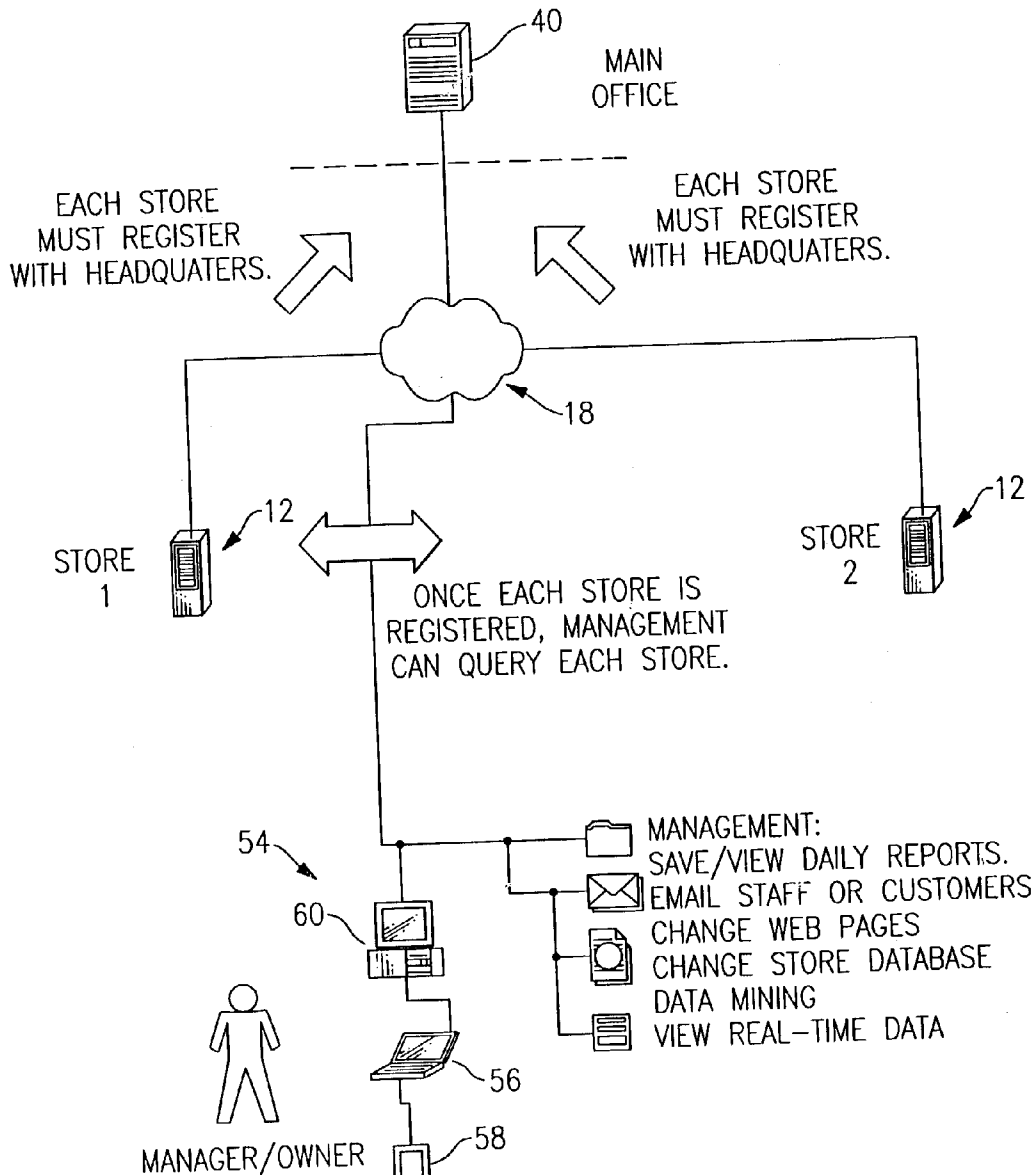 40
MAIN
OFFICE
EACH STORE
MUST REGISTER
WITH HEADQUATERS.
EACH STORE
MUST REGISTER
WITH HEADQUATERS.
18
12
STORE
1
12
STORE
2
ONCE EACH STORE IS
REGISTERED, MANAGEMENT
CAN QUERY EACH STORE.
54
60
MANAGEMENT:
SAVE/VIEW DAILY REPORTS.
EMAIL STAFF OR CUSTOMERS
CHANGE WEB PAGES
CHANGE STORE DATABASE
DATA MINING
VIEW REAL-TIME DATA
56
58
MANAGER/OWNER